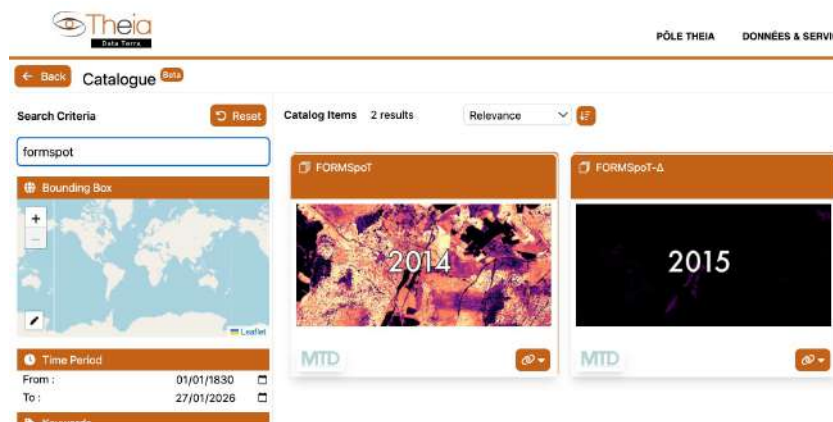 Theia
Data Terra
PÔLE THEIA
DONNÉES & SERVI
← Back
Catalogue
Beta
Search Criteria
Reset
formspot
Bounding Box
+
−
Leaflet
Time Period
From :
01/01/1830
To :
27/01/2026
Catalog Items
2 results
Relevance
FORMSpoT
2014
MTD
FORMSpoT-Δ
2015
MTD